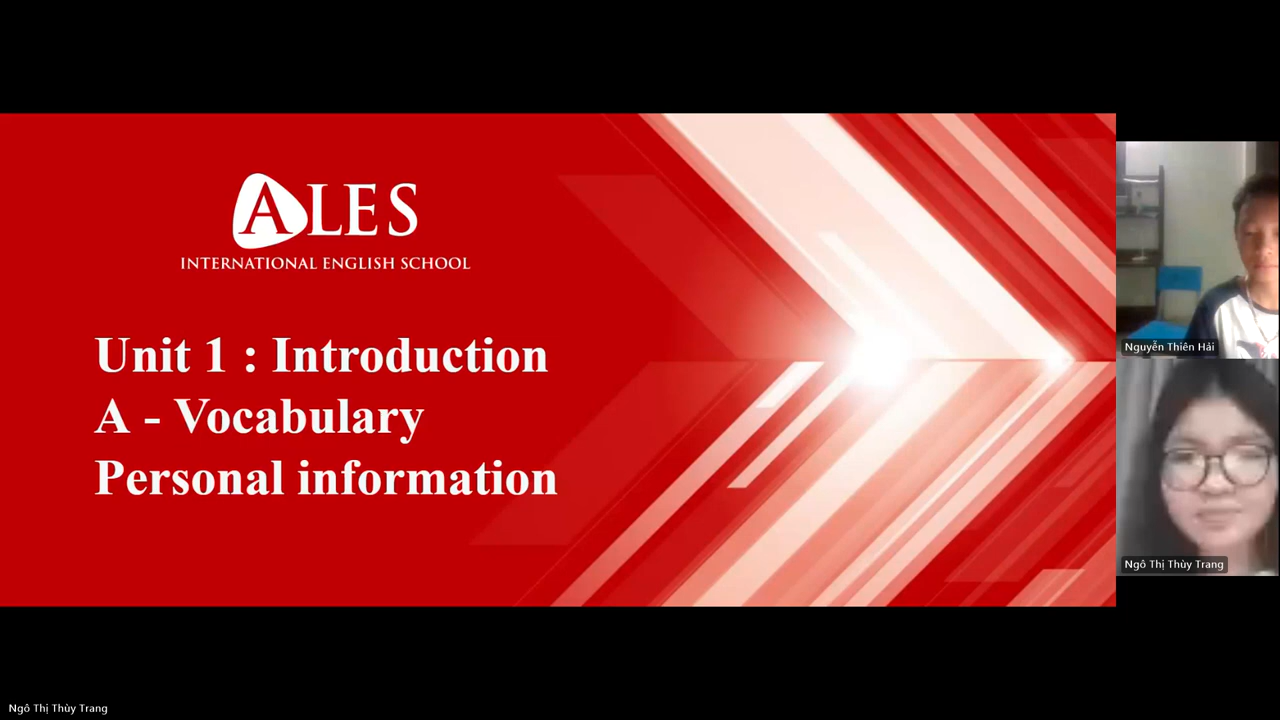 ALES
INTERNATIONAL ENGLISH SCHOOL
Unit 1 : Introduction
A - Vocabulary
Personal information
Nguyễn Thiên Hải
Ngô Thị Thùy Trang
Ngô Thị Thùy Trang